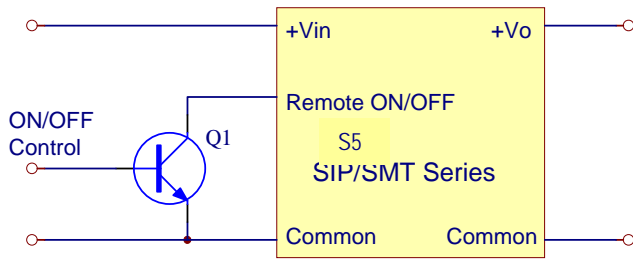 +Vin
+Vo
Remote ON/OFF
ON/OFF
Control
Q1
S5
SIP/SMT Series
Common
Common